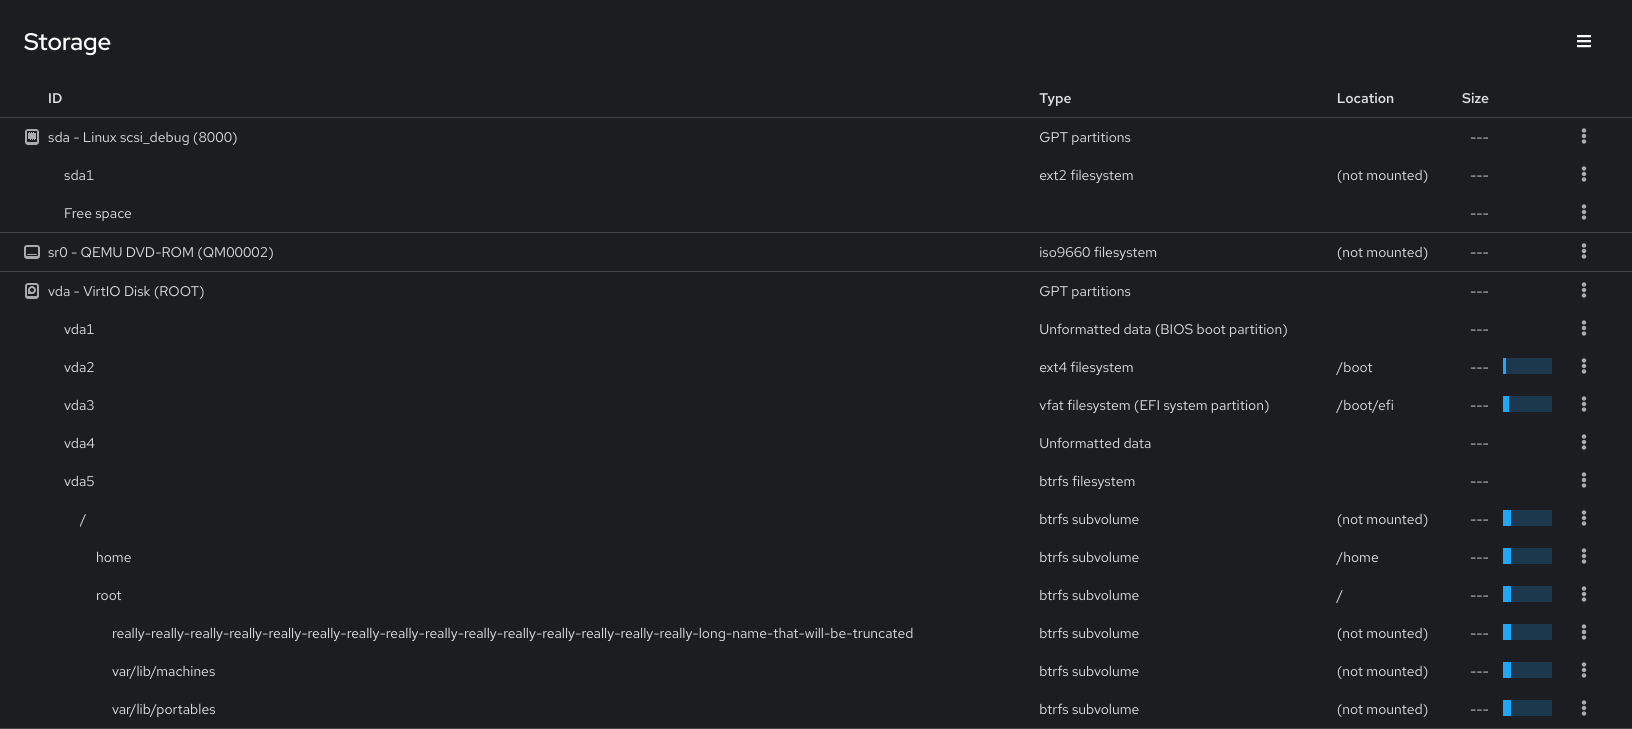 Storage
ID Type Location Size
sda - Linux scsi_debug (8000) GPT partitions ---
sda1 ext2 filesystem (not mounted) ---
Free space ---
sr0 - QEMU DVD-ROM (QM00002) iso9660 filesystem (not mounted) ---
vda - VirtIO Disk (ROOT) GPT partitions ---
vda1 Unformatted data (BIOS boot partition) ---
vda2 ext4 filesystem /boot ---
vda3 vfat filesystem (EFI system partition) /boot/efi ---
vda4 Unformatted data ---
vda5 btrfs filesystem ---
/ btrfs subvolume (not mounted) ---
home btrfs subvolume /home ---
root btrfs subvolume / ---
really-really-really-really-really-really-really-really-really-really-really-really-really-really-really-long-name-that-will-be-truncated btrfs subvolume (not mounted) ---
var/lib/machines btrfs subvolume (not mounted) ---
var/lib/portables btrfs subvolume (not mounted) ---